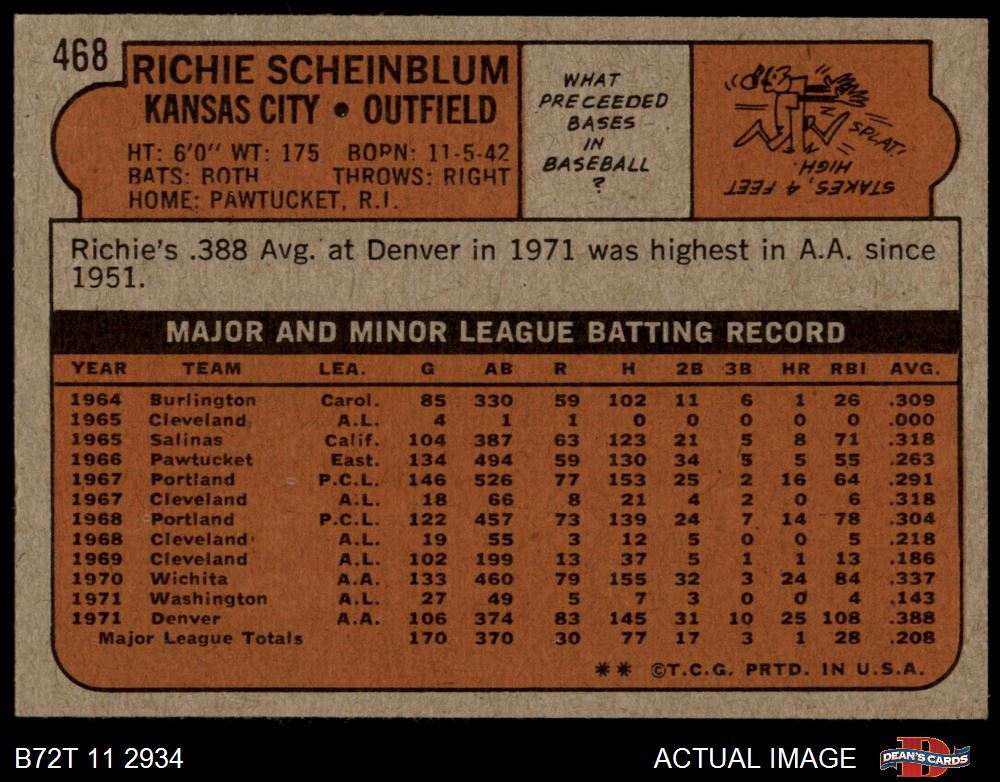 468
RICHIE SCHEINBLUM
KANSAS CITY • OUTFIELD
HT: 6'0" WT: 175 BORN: 11-5-42
BATS: BOTH THROWS: RIGHT
HOME: PAWTUCKET, R.I.
WHAT
PRECEEDED
BASES
IN
BASEBALL
?
SPLAT!
STAKES, 4 FEET
HIGH.
Richie's .388 Avg. at Denver in 1971 was highest in A.A. since
1951.
MAJOR AND MINOR LEAGUE BATTING RECORD
YEAR TEAM LEA. G AB R H 2B 3B HR RBI AVG.
1964 Burlington Carol. 85 330 59 102 11 6 1 26 .309
1965 Cleveland A.L. 4 1 1 0 0 0 0 0 .000
1965 Salinas Calif. 104 387 63 123 21 5 8 71 .318
1966 Pawtucket East. 134 494 59 130 34 5 5 55 .263
1967 Portland P.C.L. 146 526 77 153 25 2 16 64 .291
1967 Cleveland A.L. 18 66 8 21 4 2 0 6 .318
1968 Portland P.C.L. 122 457 73 139 24 7 14 78 .304
1968 Cleveland A.L. 19 55 3 12 5 0 0 5 .218
1969 Cleveland A.L. 102 199 13 37 5 1 1 13 .186
1970 Wichita A.A. 133 460 79 155 32 3 24 84 .337
1971 Washington A.L. 27 49 5 7 3 0 0 4 .143
1971 Denver A.A. 106 374 83 145 31 10 25 108 .388
Major League Totals 170 370 30 77 17 3 1 28 .208
** ©T.C.G. PRTD. IN U.S.A.
B72T 11 2934
ACTUAL IMAGE
D
DEAN'S CARDS